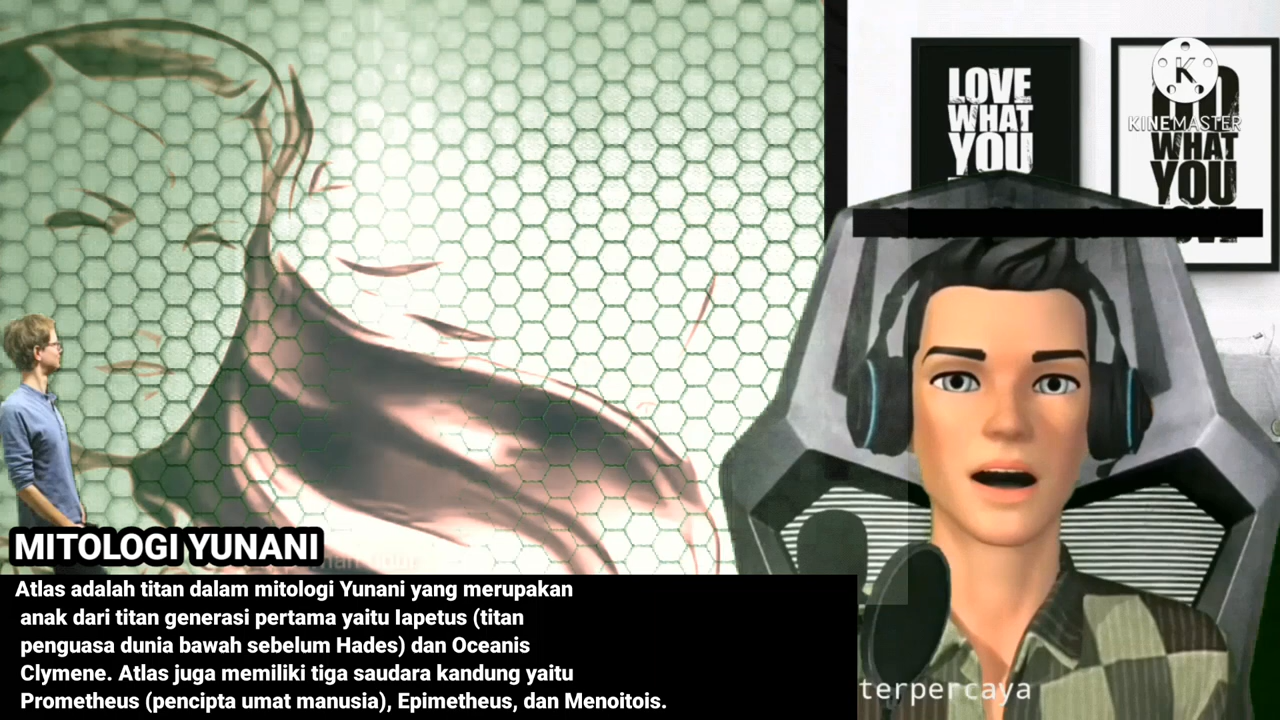 LOVE
WHAT
YOU
KINEMASTER
WHAT
YOU
LOVE
MITOLOGI YUNANI
Atlas adalah titan dalam mitologi Yunani yang merupakan
anak dari titan generasi pertama yaitu Iapetus (titan
penguasa dunia bawah sebelum Hades) dan Oceanis
Clymene. Atlas juga memiliki tiga saudara kandung yaitu
Prometheus (pencipta umat manusia), Epimetheus, dan Menoitois.
terpercaya